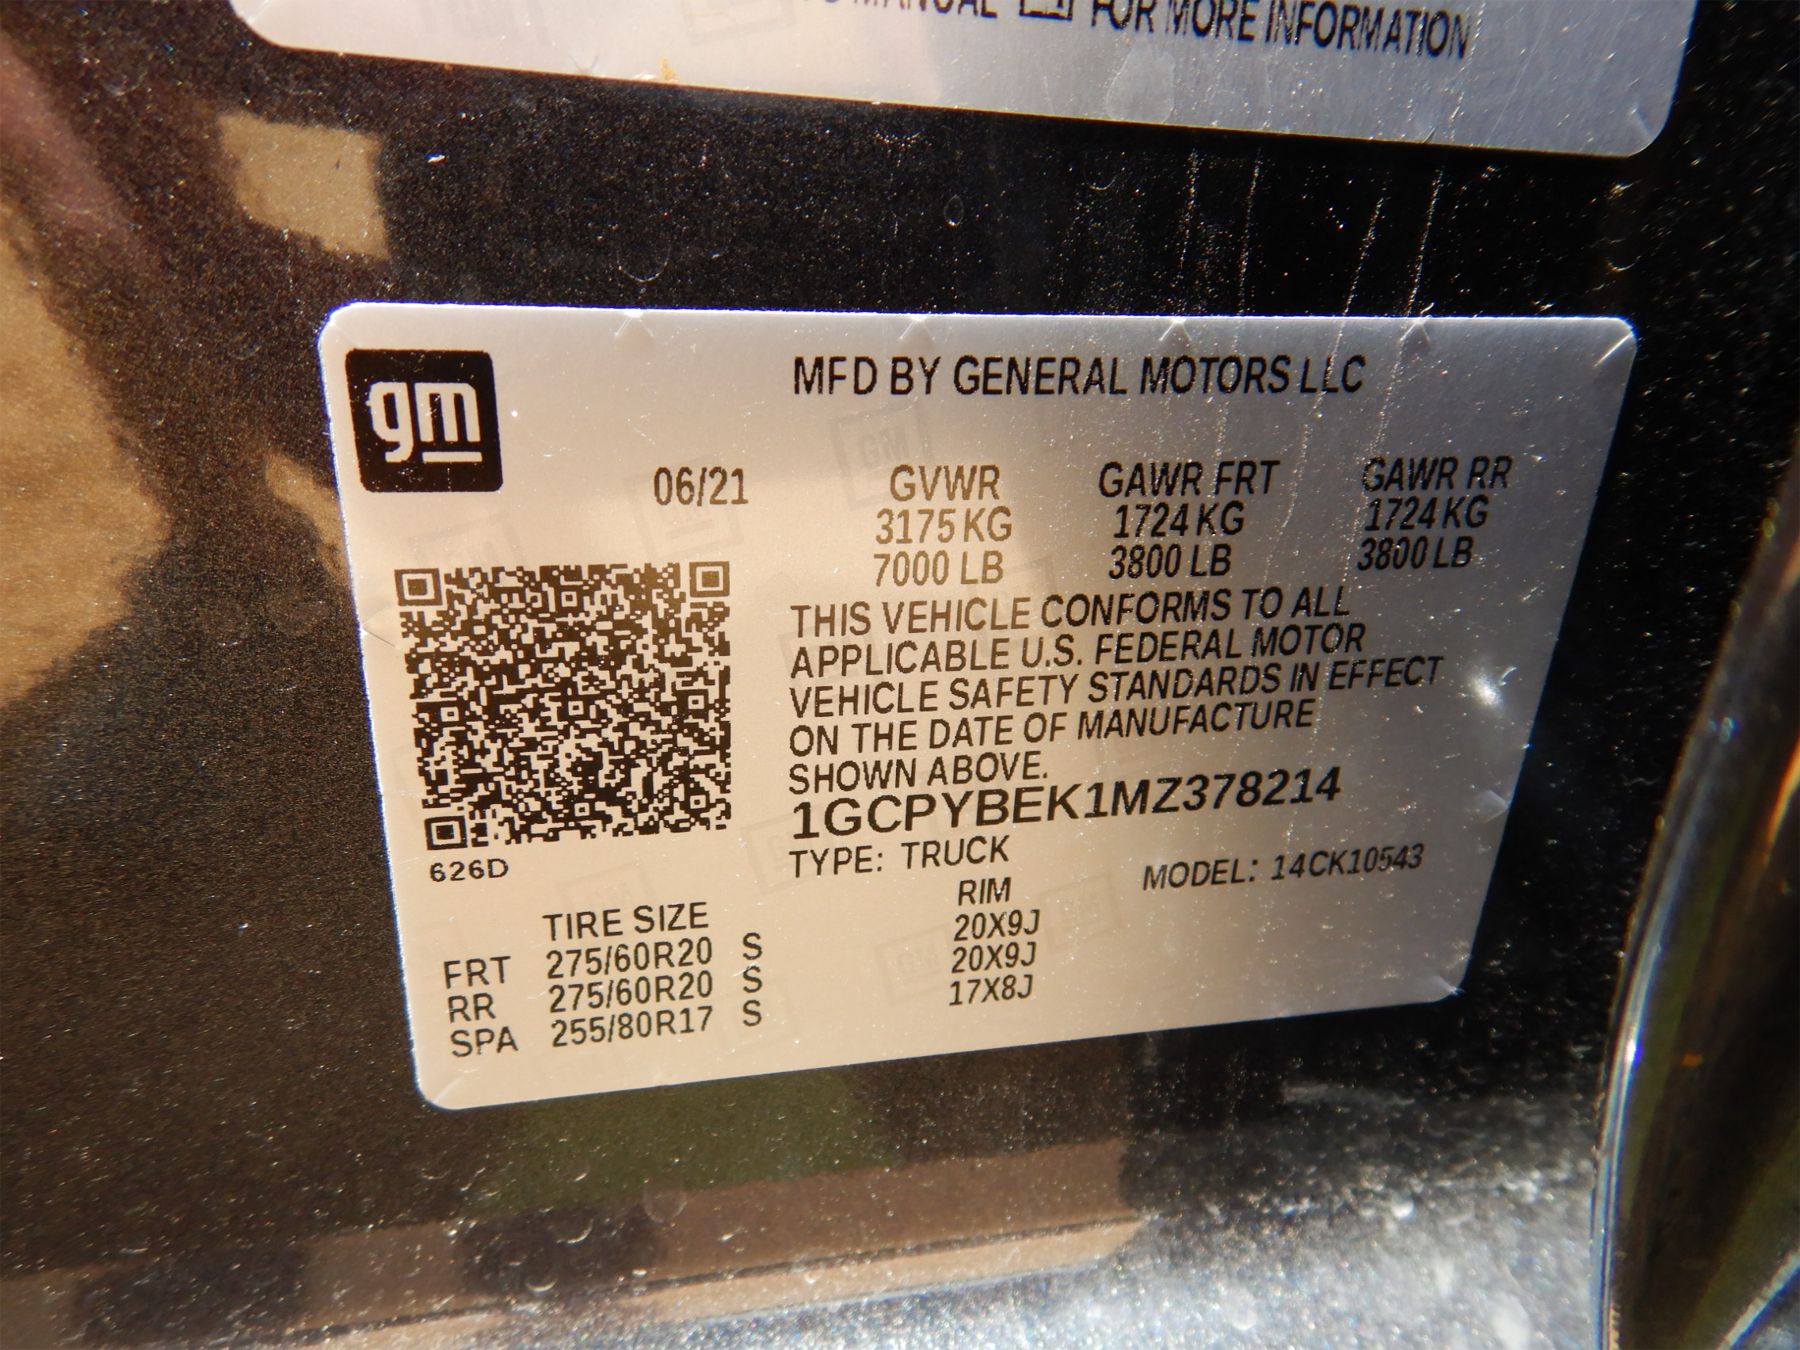 MANUAL FOR MORE INFORMATION
gm
MFD BY GENERAL MOTORS LLC
06/21 GVWR GAWR FRT GAWR RR
3175 KG 1724 KG 1724 KG
7000 LB 3800 LB 3800 LB
THIS VEHICLE CONFORMS TO ALL
APPLICABLE U.S. FEDERAL MOTOR
VEHICLE SAFETY STANDARDS IN EFFECT
ON THE DATE OF MANUFACTURE
SHOWN ABOVE.
1GCPYBEK1MZ378214
626D
TYPE: TRUCK MODEL: 14CK10543
TIRE SIZE RIM
FRT 275/60R20 S 20X9J
RR 275/60R20 S 20X9J
SPA 255/80R17 S 17X8J